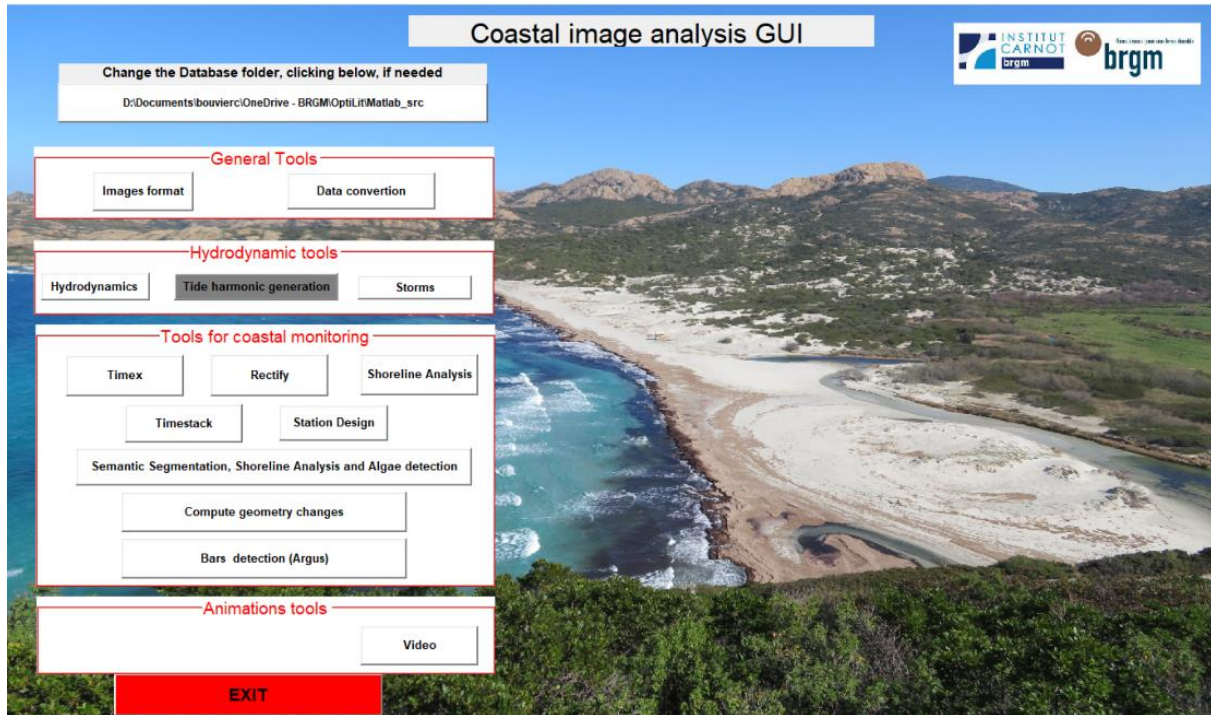 Coastal image analysis GUI
INSTITUT
CARNOT
brgm
brgm
Change the Database folder, clicking below, if needed
D:\Documents\bouvierc\OneDrive - BRGM\OptiLit\Matlab_src
General Tools
Images format
Data convertion
Hydrodynamic tools
Hydrodynamics
Tide harmonic generation
Storms
Tools for coastal monitoring
Timex
Rectify
Shoreline Analysis
Timestack
Station Design
Semantic Segmentation, Shoreline Analysis and Algae detection
Compute geometry changes
Bars detection (Argus)
Animations tools
Video
EXIT